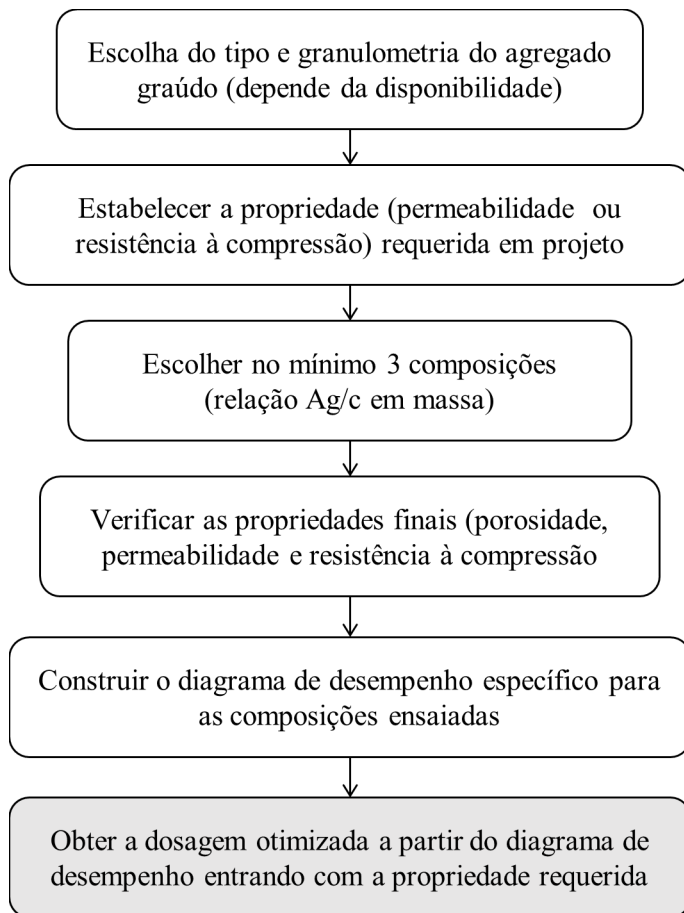 Escolha do tipo e granulometria do agregado
graúdo (depende da disponibilidade)
Estabelecer a propriedade (permeabilidade ou
resistência à compressão) requerida em projeto
Escolher no mínimo 3 composições
(relação Ag/c em massa)
Verificar as propriedades finais (porosidade,
permeabilidade e resistência à compressão
Construir o diagrama de desempenho específico para
as composições ensaiadas
Obter a dosagem otimizada a partir do diagrama de
desempenho entrando com a propriedade requerida